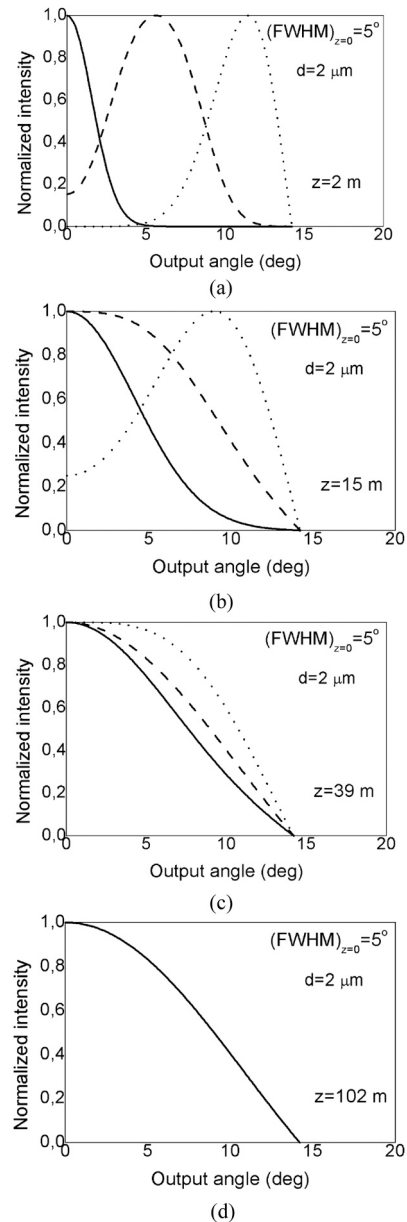 1,0
(FWHM)z=0=5°
0,8
d=2 μm
0,6
0,4
0,2
z=2 m
0,0
0 5 10 15 20
Normalized intensity
Output angle (deg)
(a)
1,0
(FWHM)z=0=5°
0,8
d=2 μm
0,6
0,4
0,2
z=15 m
0,0
0 5 10 15 20
Normalized intensity
Output angle (deg)
(b)
1,0
(FWHM)z=0=5°
0,8
d=2 μm
0,6
0,4
0,2
z=39 m
0,0
0 5 10 15 20
Normalized intensity
Output angle (deg)
(c)
1,0
(FWHM)z=0=5°
0,8
d=2 μm
0,6
0,4
0,2
z=102 m
0,0
0 5 10 15 20
Normalized intensity
Output angle (deg)
(d)